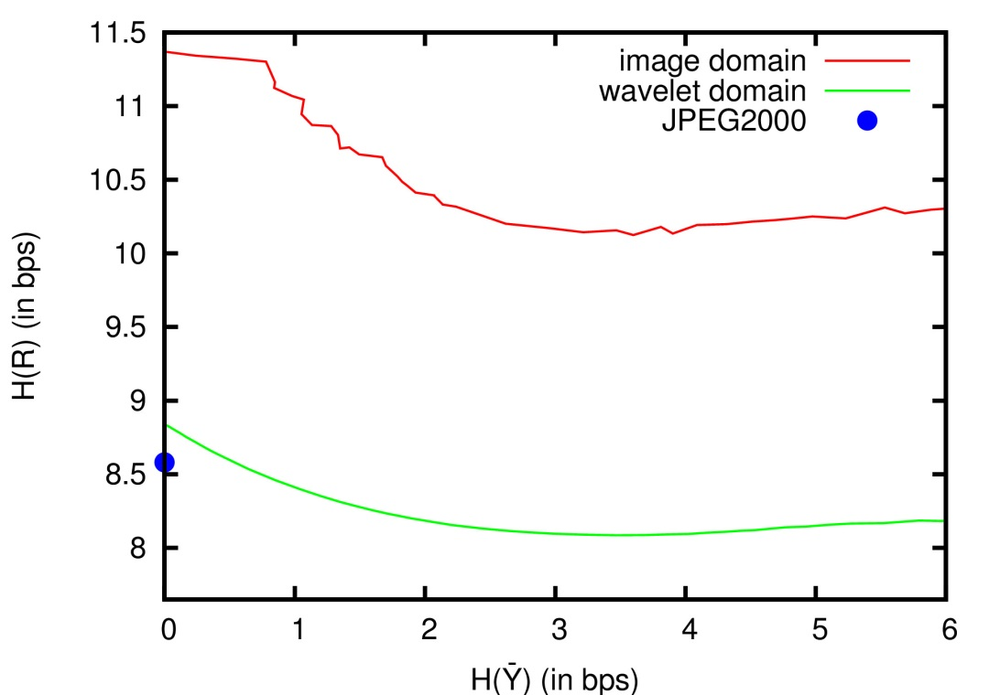 11.5
11
10.5
10
9.5
9
8.5
8
H(R) (in bps)
image domain
wavelet domain
JPEG2000
0 1 2 3 4 5 6
H(Ȳ) (in bps)